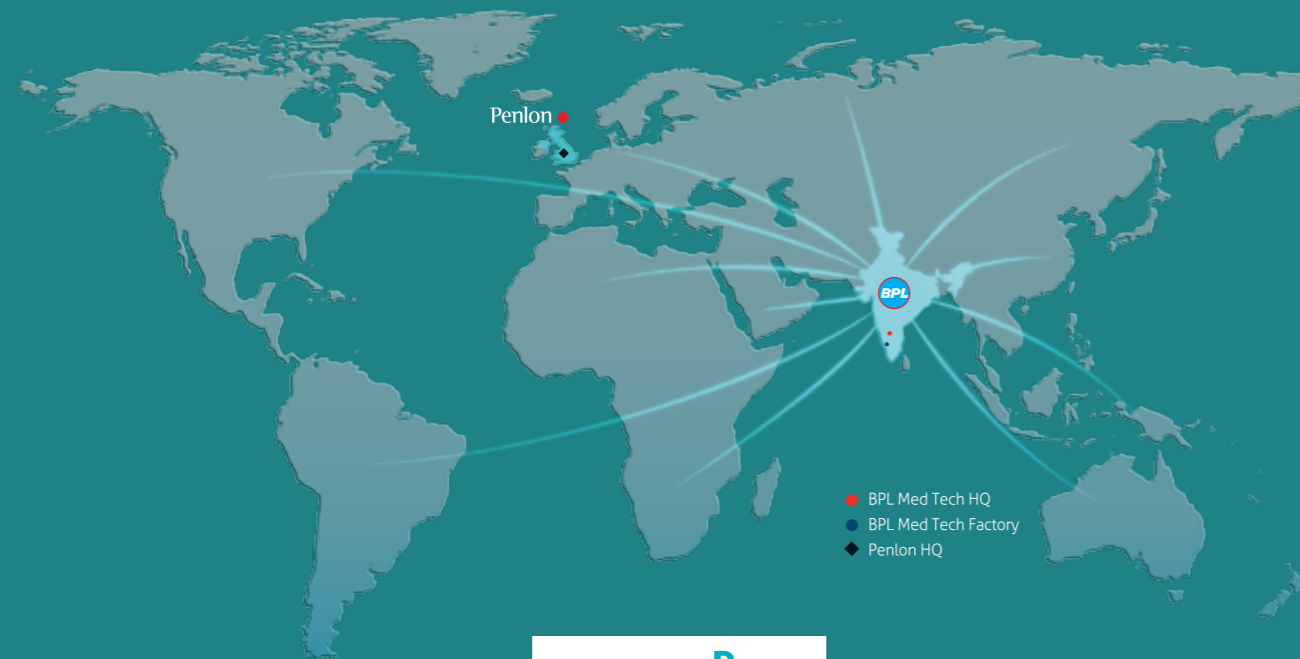 Penlon
BPL
BPL Med Tech HQ
BPL Med Tech Factory
Penlon HQ